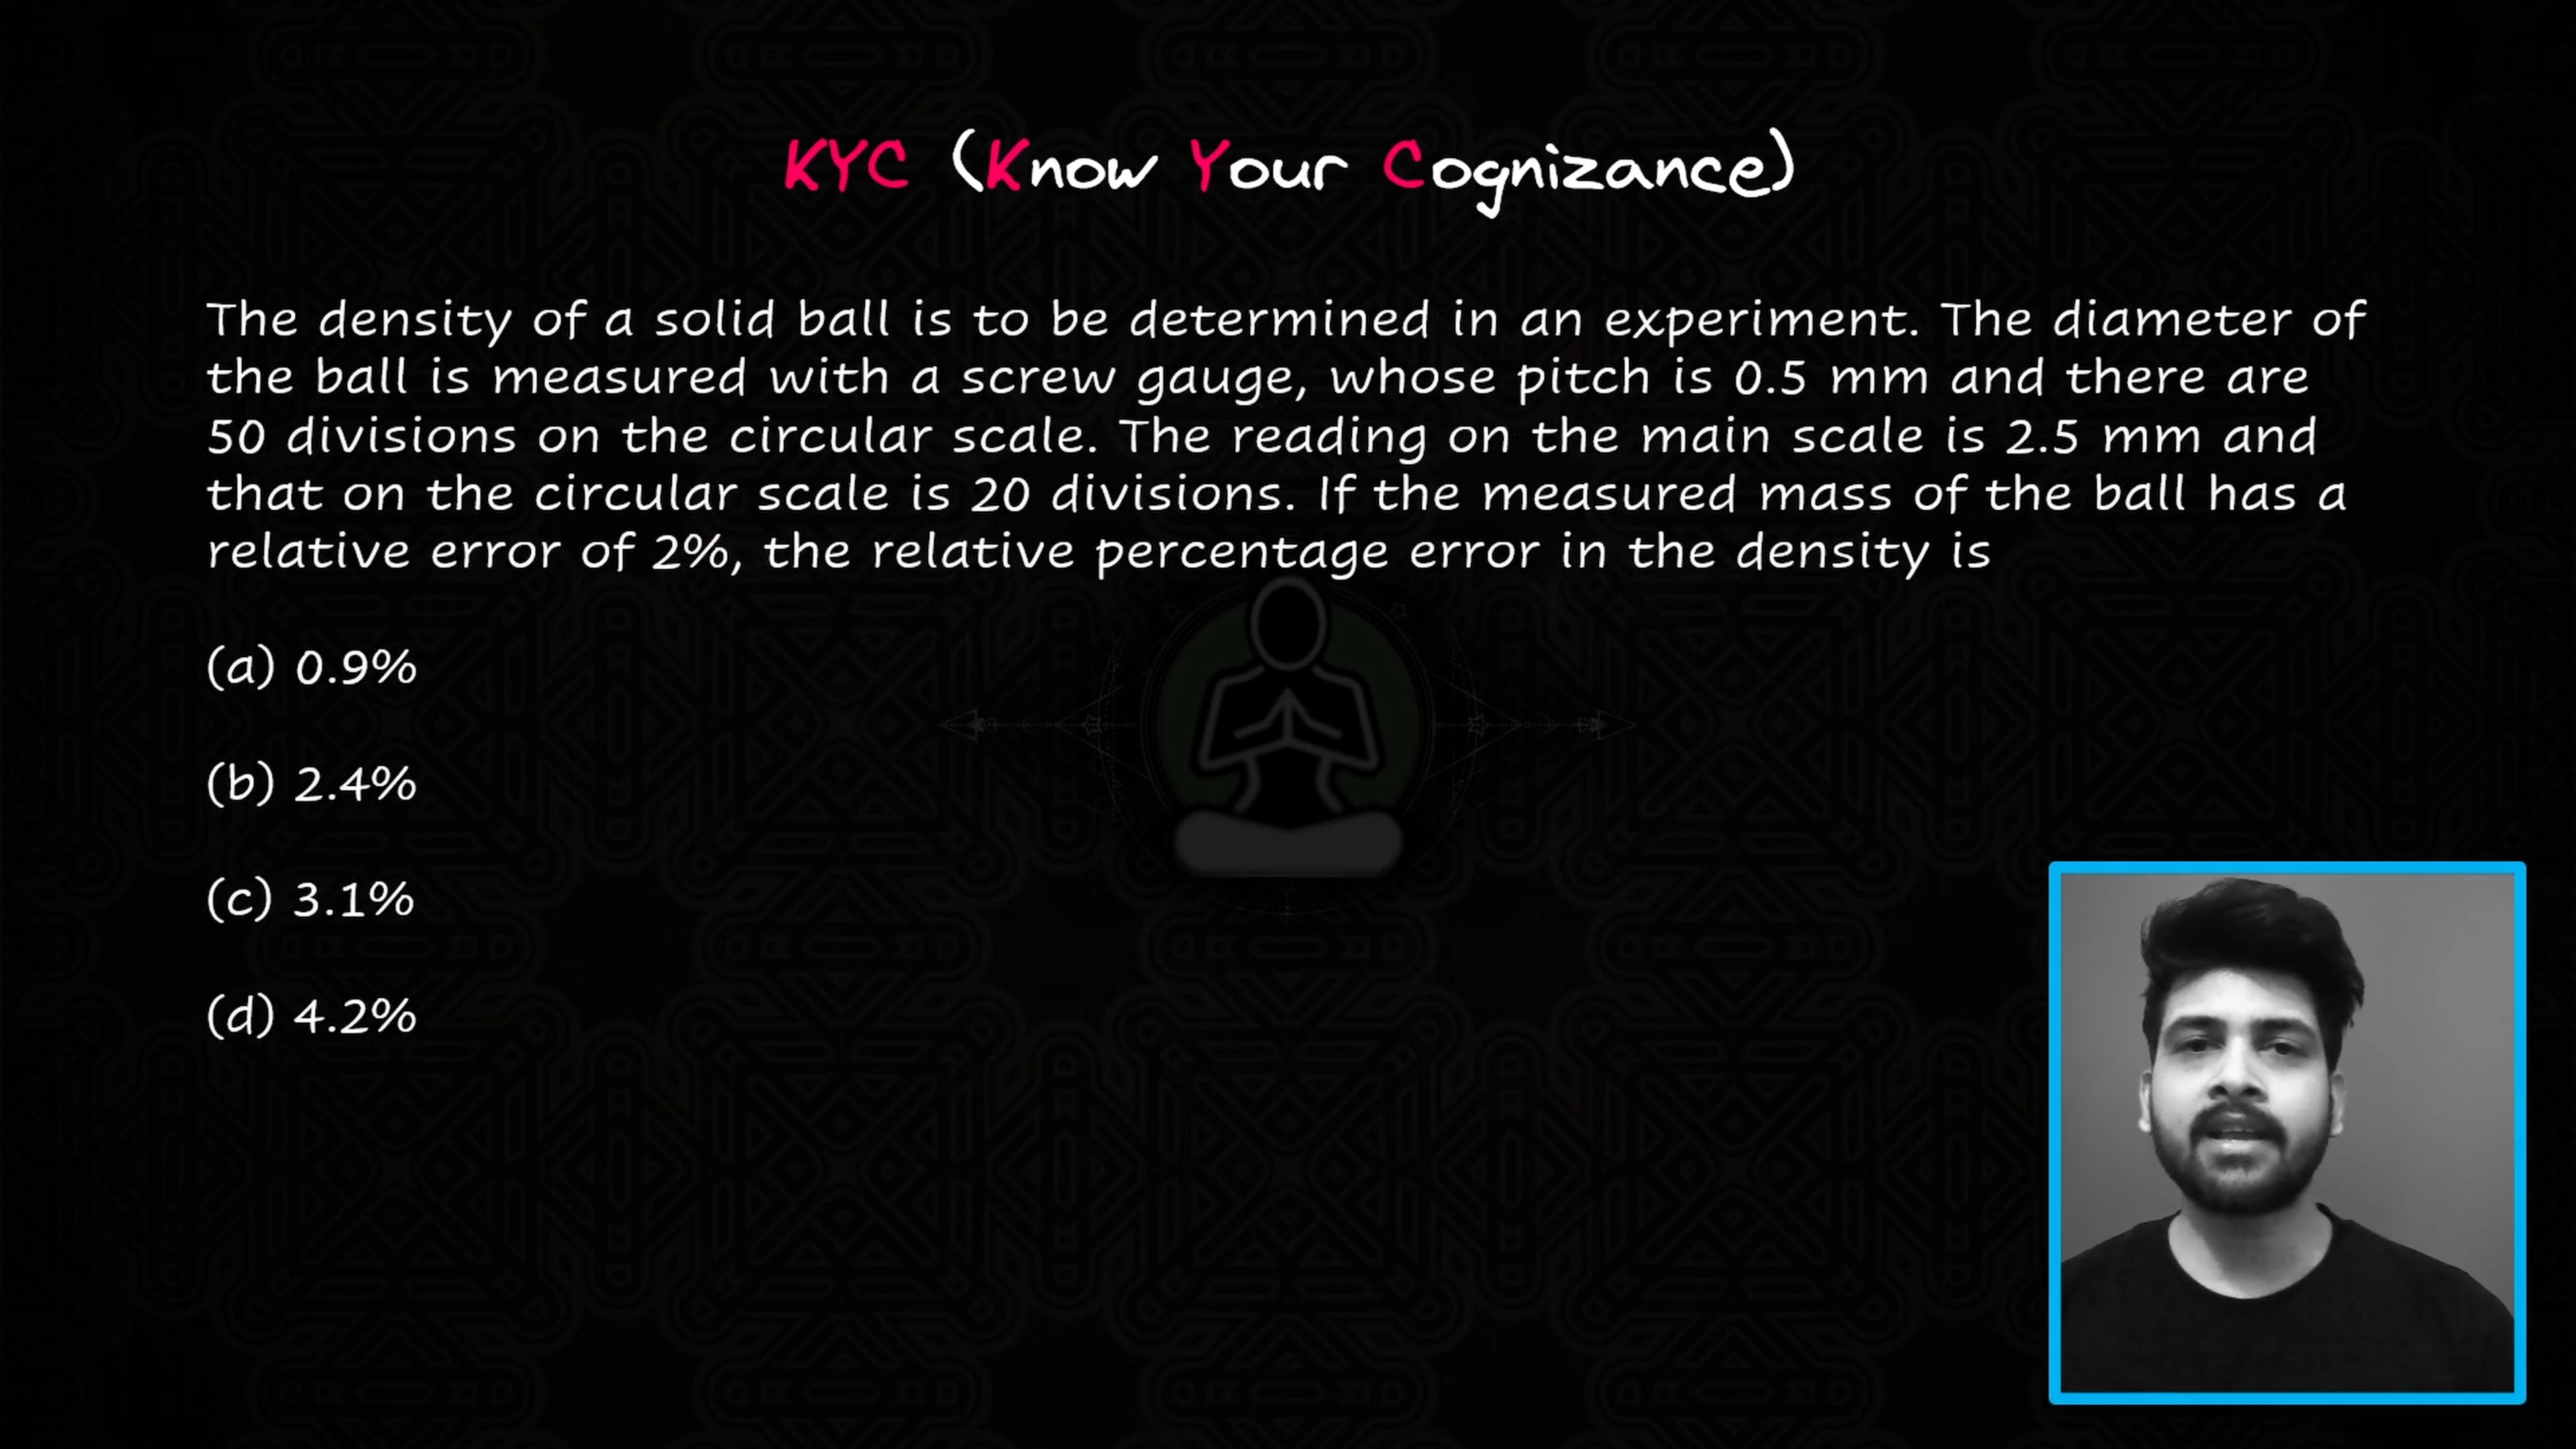 KYC (Know Your Cognizance)
The density of a solid ball is to be determined in an experiment. The diameter of
the ball is measured with a screw gauge, whose pitch is 0.5 mm and there are
50 divisions on the circular scale. The reading on the main scale is 2.5 mm and
that on the circular scale is 20 divisions. If the measured mass of the ball has a
relative error of 2%, the relative percentage error in the density is
(a) 0.9%
(b) 2.4%
(c) 3.1%
(d) 4.2%